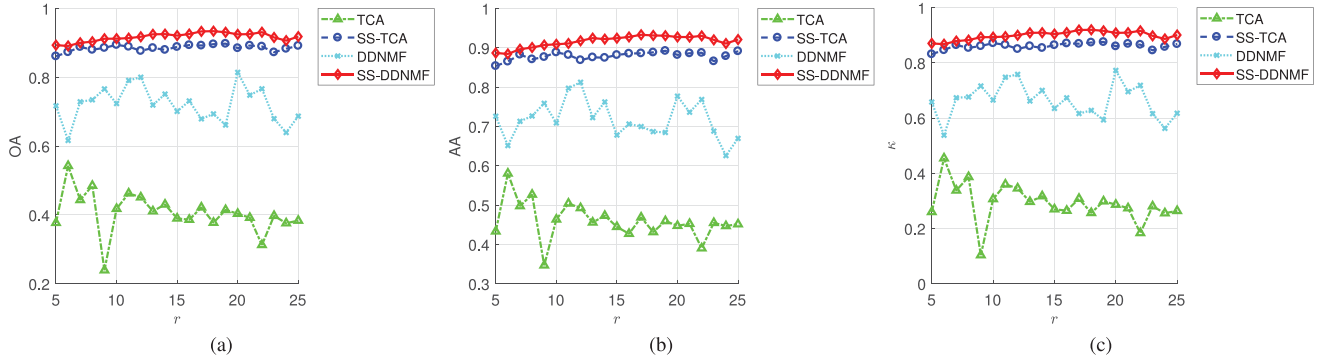 1
0.8
0.6
0.4
0.2
OA
5
10
15
20
25
r
TCA
SS-TCA
DDNMF
SS-DDNMF
(a)
1
0.9
0.8
0.7
0.6
0.5
0.4
0.3
AA
5
10
15
20
25
r
TCA
SS-TCA
DDNMF
SS-DDNMF
(b)
1
0.8
0.6
0.4
0.2
0
κ
5
10
15
20
25
r
TCA
SS-TCA
DDNMF
SS-DDNMF
(c)